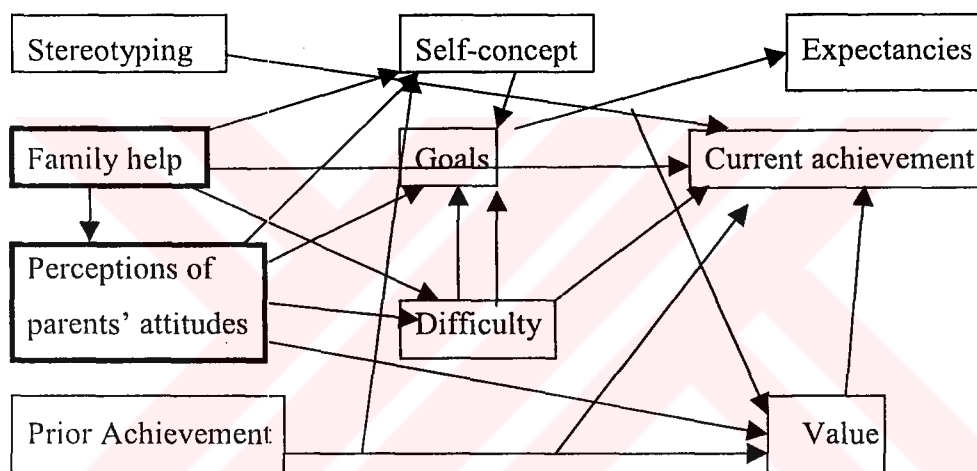 Stereotyping
Self-concept
Expectancies
Family help
Goals
Current achievement
Perceptions of
parents' attitudes
Difficulty
Prior Achievement
Value